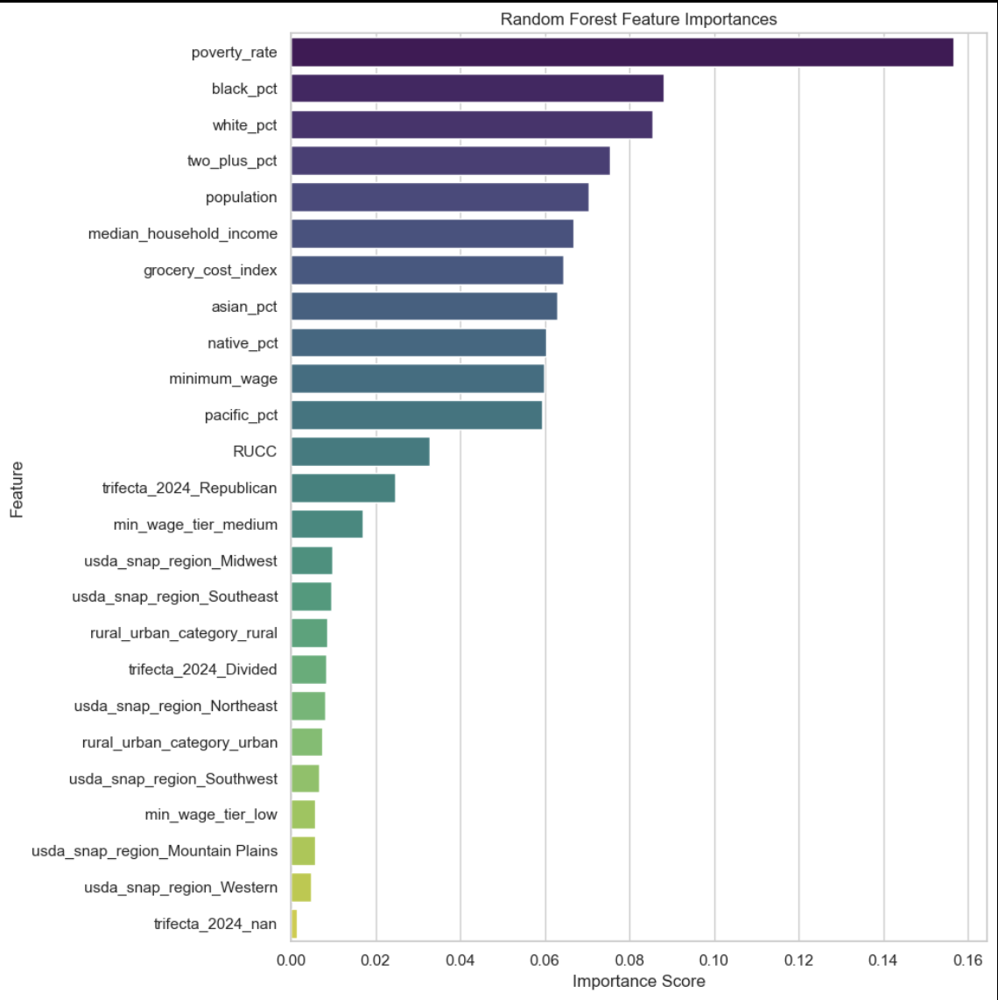 Random Forest Feature Importances
poverty_rate
black_pct
white_pct
two_plus_pct
population
median_household_income
grocery_cost_index
asian_pct
native_pct
minimum_wage
pacific_pct
RUCC
trifecta_2024_Republican
min_wage_tier_medium
usda_snap_region_Midwest
usda_snap_region_Southeast
rural_urban_category_rural
trifecta_2024_Divided
usda_snap_region_Northeast
rural_urban_category_urban
usda_snap_region_Southwest
min_wage_tier_low
usda_snap_region_Mountain Plains
usda_snap_region_Western
trifecta_2024_nan
Feature
0.00 0.02 0.04 0.06 0.08 0.10 0.12 0.14 0.16
Importance Score